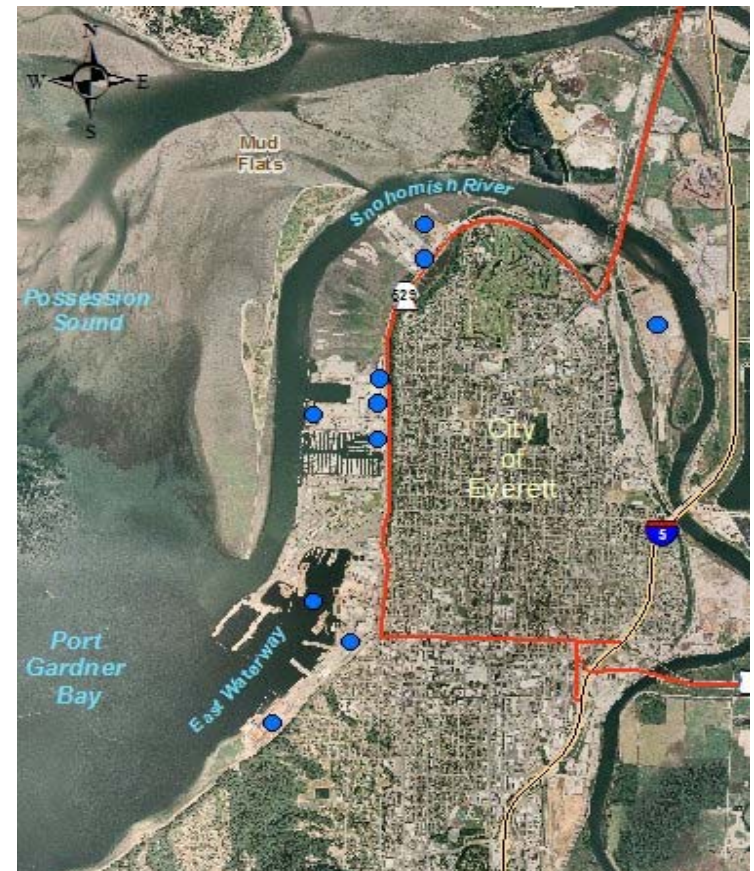 N
W E
S
Mud
Flats
Snohomish River
529
Possession
Sound
City
of
Everett
5
Port
Gardner
Bay
East Waterway